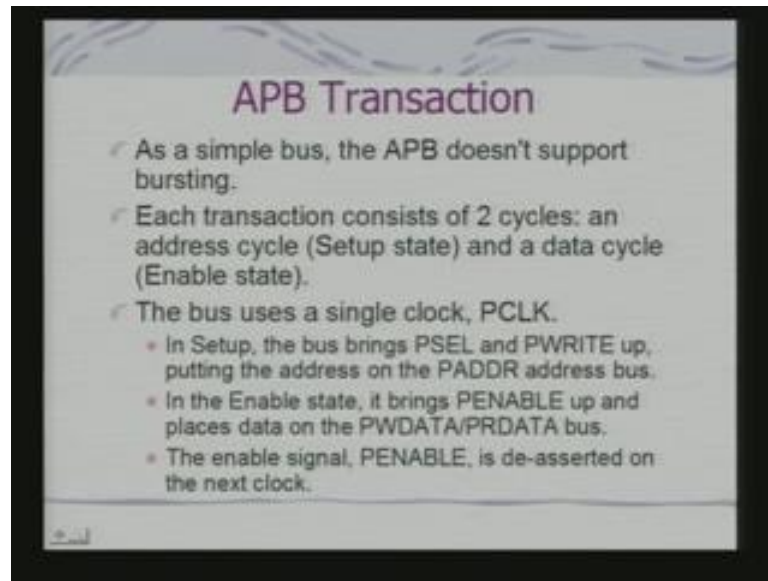 APB Transaction
As a simple bus, the APB doesn't support
bursting.
Each transaction consists of 2 cycles: an
address cycle (Setup state) and a data cycle
(Enable state).
The bus uses a single clock, PCLK.
In Setup, the bus brings PSEL and PWRITE up,
putting the address on the PADDR address bus.
In the Enable state, it brings PENABLE up and
places data on the PWDATA/PRDATA bus.
The enable signal, PENABLE, is de-asserted on
the next clock.